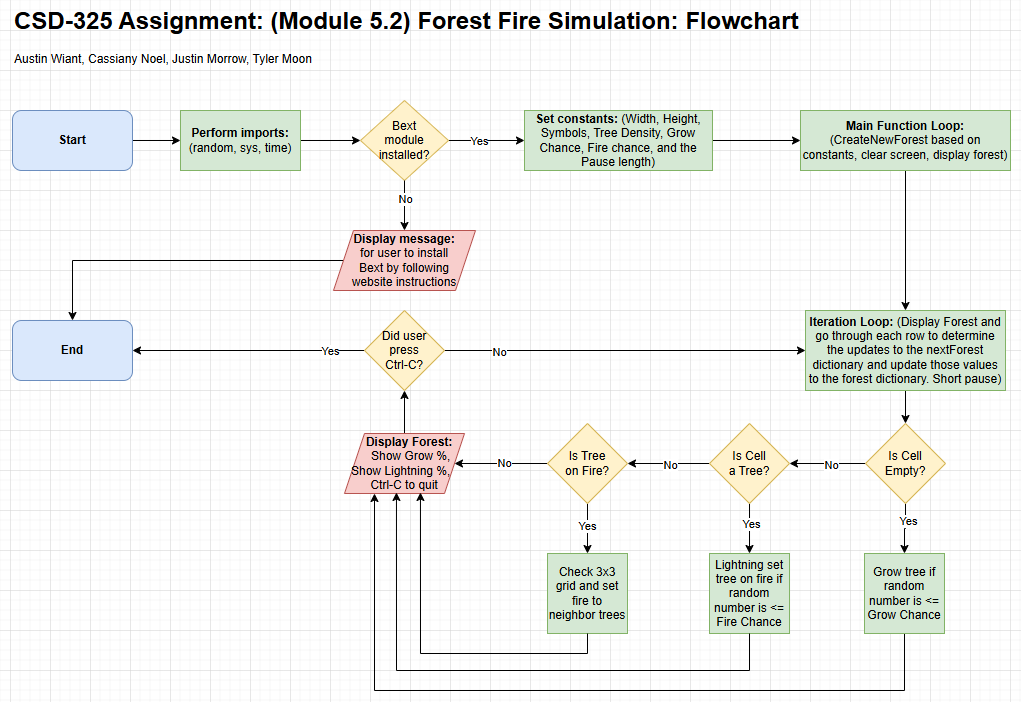 CSD-325 Assignment: (Module 5.2) Forest Fire Simulation: Flowchart
Austin Wiant, Cassiany Noel, Justin Morrow, Tyler Moon
Start
Perform imports:
(random, sys, time)
Bext
module
installed?
Yes
Set constants: (Width, Height,
Symbols, Tree Density, Grow
Chance, Fire chance, and the
Pause length)
Main Function Loop:
(CreateNewForest based on
constants, clear screen, display forest)
No
Display message:
for user to install
Bext by following
website instructions
End
Yes
Did user
press
Ctrl-C?
No
Iteration Loop: (Display Forest and
go through each row to determine
the updates to the nextForest
dictionary and update those values
to the forest dictionary. Short pause)
Display Forest:
Show Grow %,
Show Lightning %,
Ctrl-C to quit
No
Is Tree
on Fire?
No
Is Cell
a Tree?
No
Is Cell
Empty?
Yes
Yes
Yes
Check 3x3
grid and set
fire to
neighbor trees
Lightning set
tree on fire if
random
number is <=
Fire Chance
Grow tree if
random
number is <=
Grow Chance